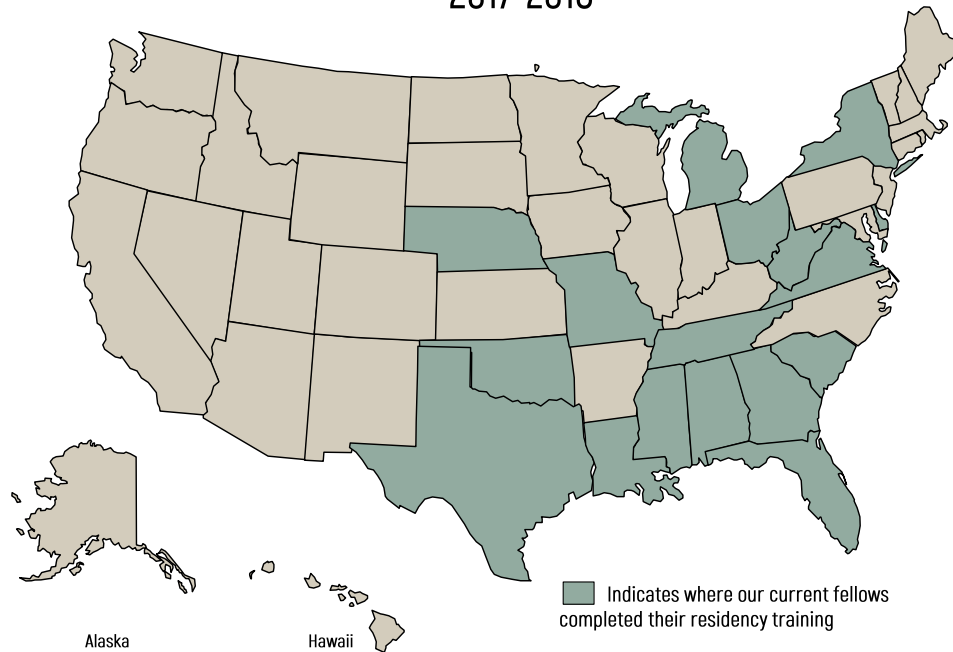 Indicates where our current fellows
completed their residency training
Alaska
Hawaii